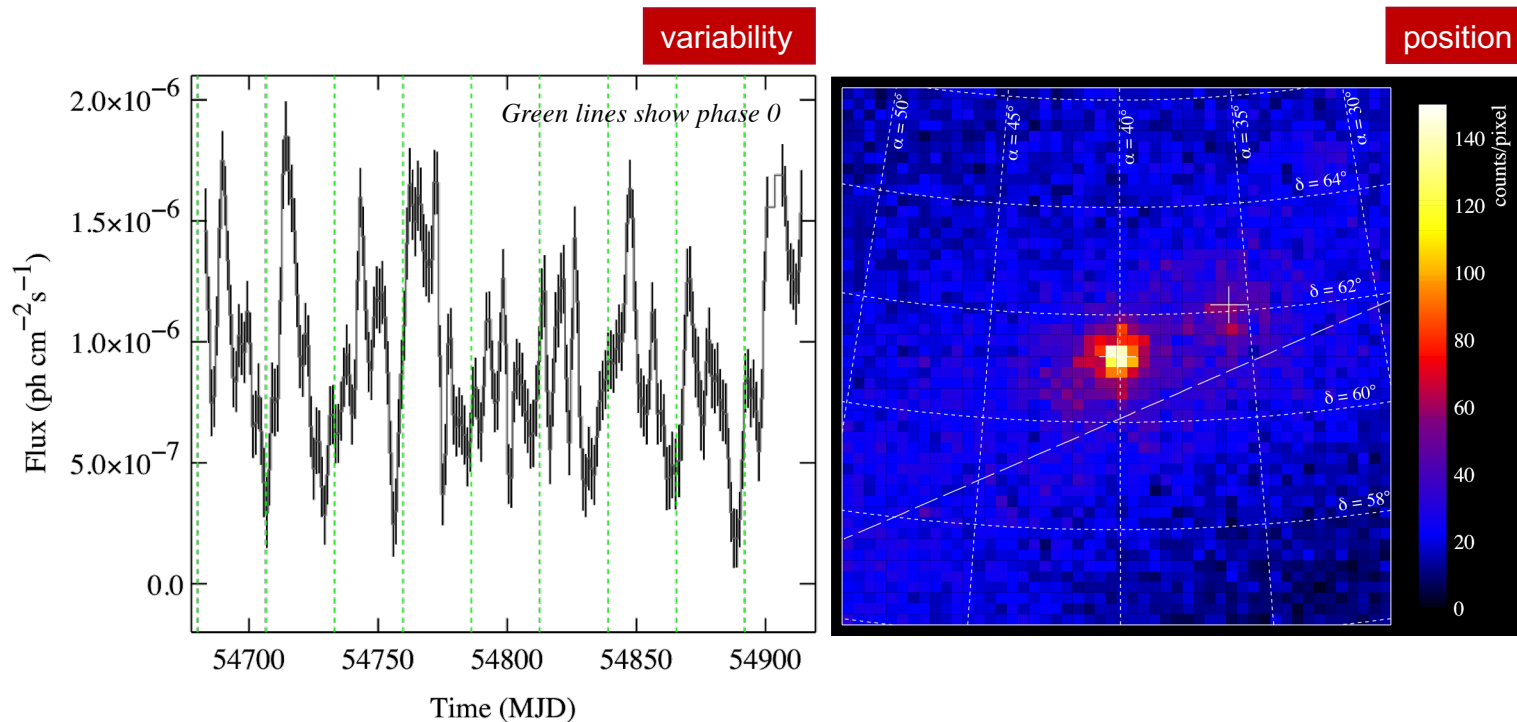 variability
position
Green lines show phase 0
2.0×10⁻⁶
1.5×10⁻⁶
1.0×10⁻⁶
5.0×10⁻⁷
0.0
Flux (ph cm⁻²s⁻¹)
54700 54750 54800 54850 54900
Time (MJD)
α = 50°
α = 45°
α = 40°
α = 35°
α = 30°
δ = 64°
δ = 62°
δ = 60°
δ = 58°
counts/pixel
140
120
100
80
60
40
20
0